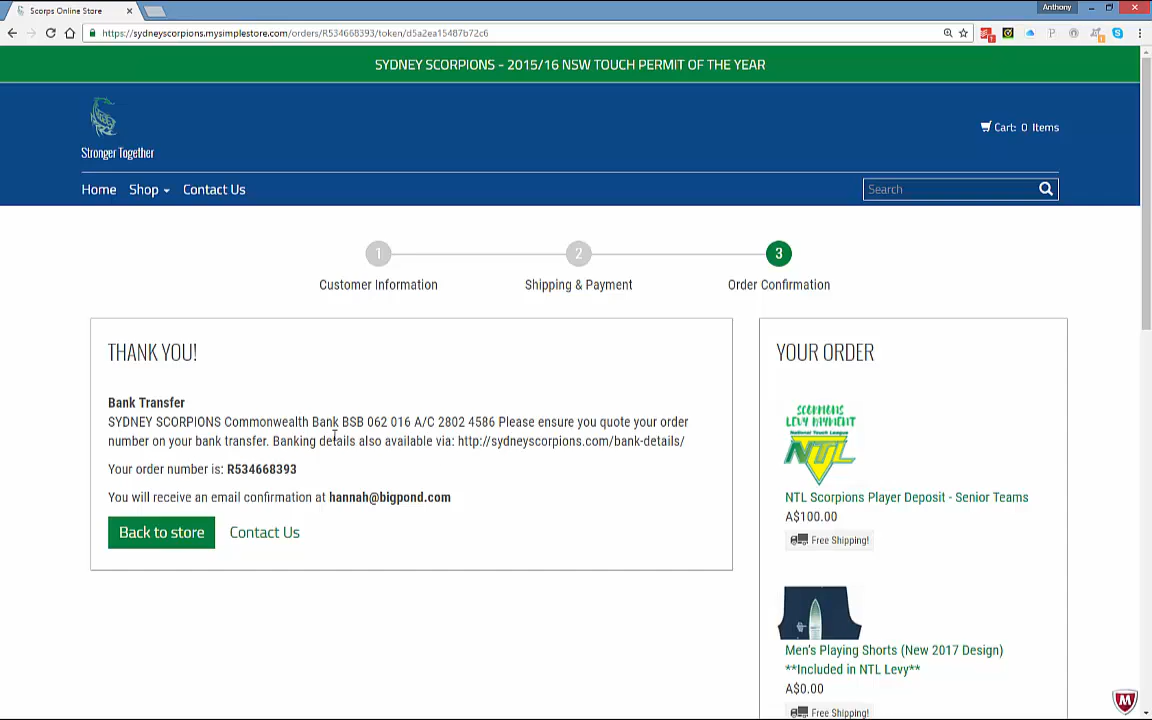 Scorps Online Store
Anthony
https://sydneyscorpions.mysimplestore.com/orders/R534668393/token/d5a2ea15487b72c6
SYDNEY SCORPIONS - 2015/16 NSW TOUCH PERMIT OF THE YEAR
Stronger Together
Cart: 0 Items
Home Shop Contact Us
Search
1 2 3
Customer Information Shipping & Payment Order Confirmation
THANK YOU!
Bank Transfer
SYDNEY SCORPIONS Commonwealth Bank BSB 062 016 A/C 2802 4586 Please ensure you quote your order
number on your bank transfer. Banking details also available via: http://sydneyscorpions.com/bank-details/
Your order number is: R534668393
You will receive an email confirmation at hannah@bigpond.com
Back to store Contact Us
YOUR ORDER
SCORPIONS
LEVY PAYMENT
National Touch League
NTL
NTL Scorpions Player Deposit - Senior Teams
A$100.00
Free Shipping!
Men's Playing Shorts (New 2017 Design)
**Included in NTL Levy**
A$0.00
Free Shipping!